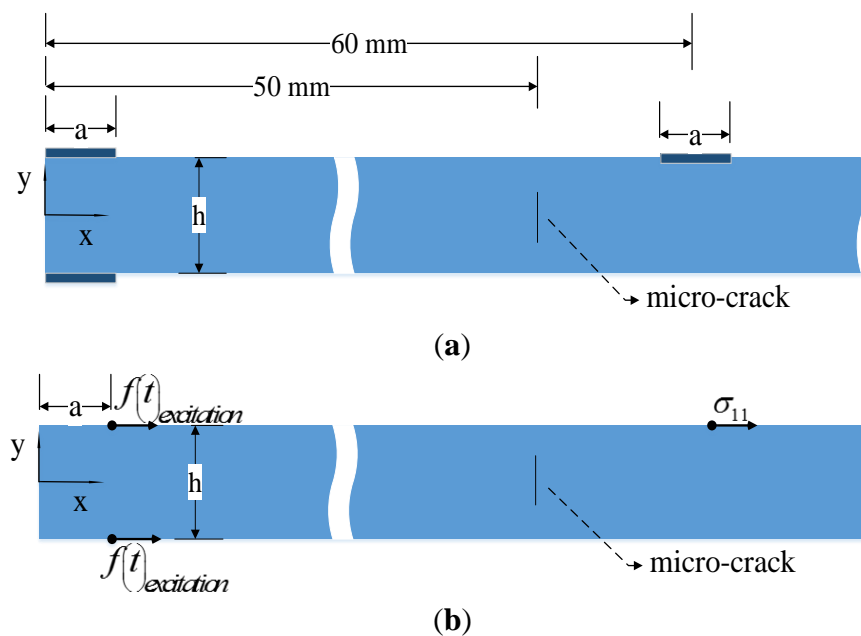 60 mm
50 mm
a
a
y
h
x
micro-crack
(a)
a
f(t)excitation
σ11
y
h
x
micro-crack
f(t)excitation
(b)